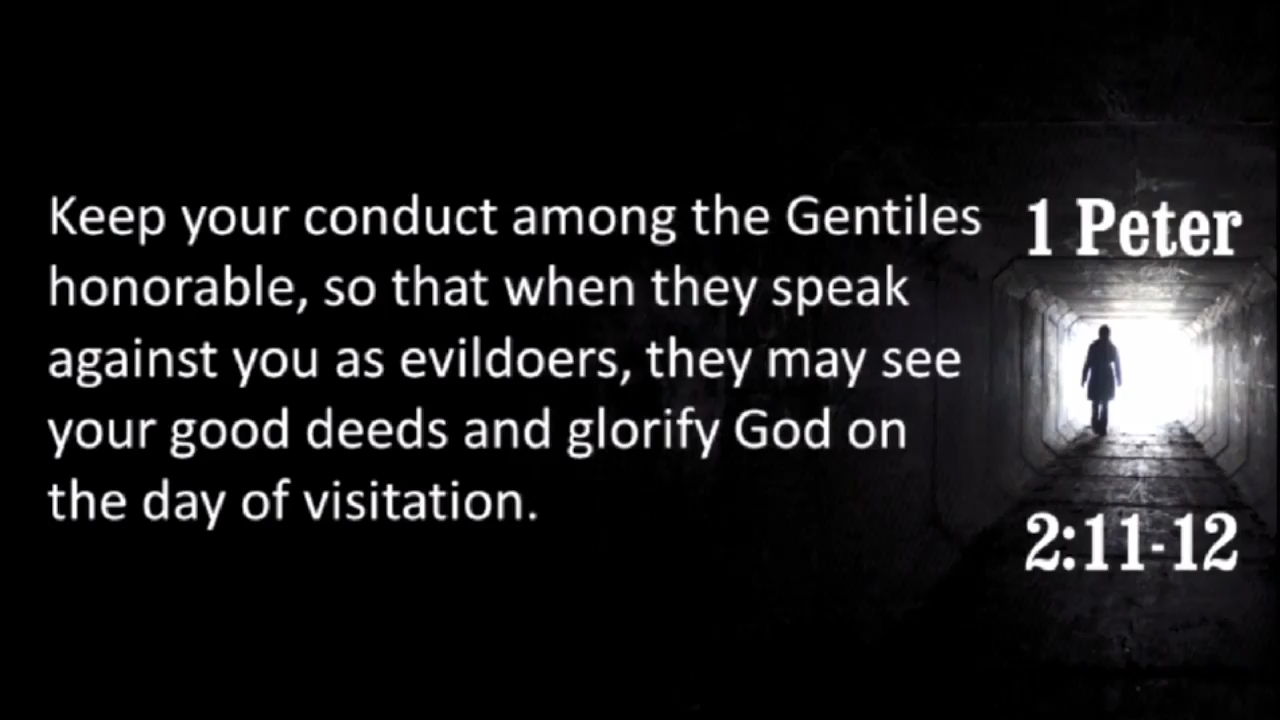 Keep your conduct among the Gentiles
honorable, so that when they speak
against you as evildoers, they may see
your good deeds and glorify God on
the day of visitation.
1 Peter
2:11-12